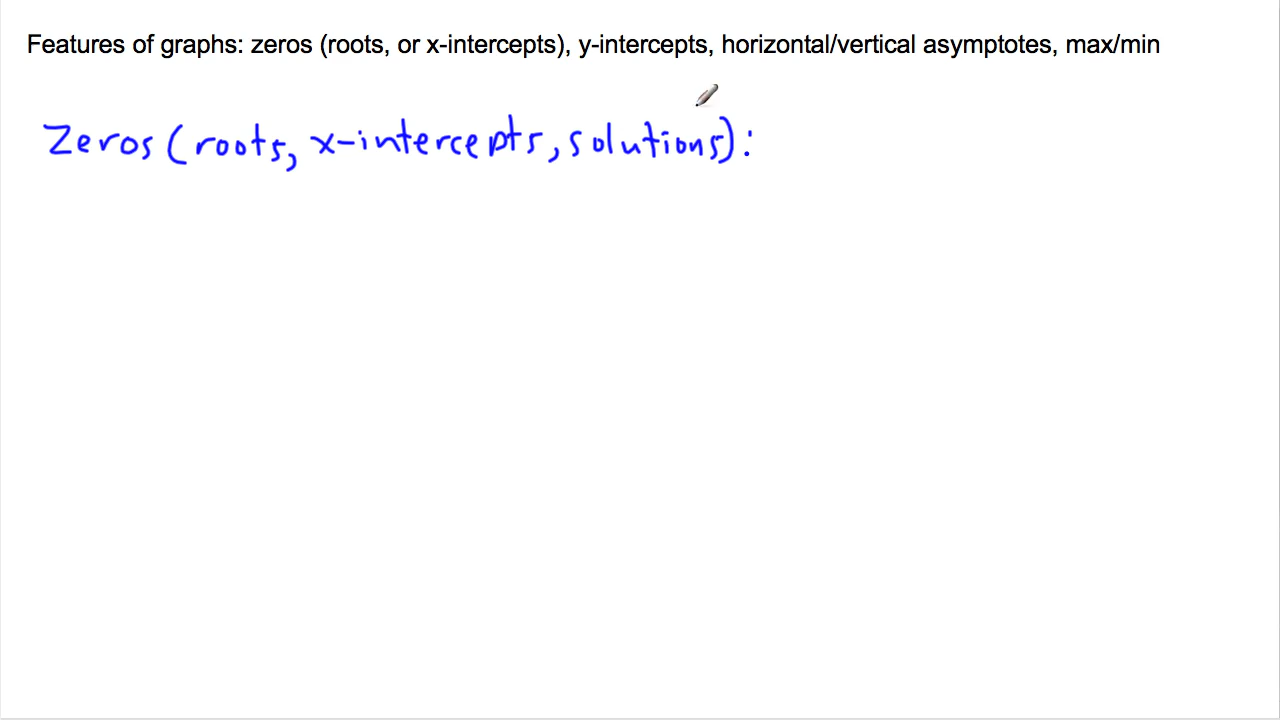 Features of graphs: zeros (roots, or x-intercepts), y-intercepts, horizontal/vertical asymptotes, max/min
Zeros (roots, x-intercepts, solutions):